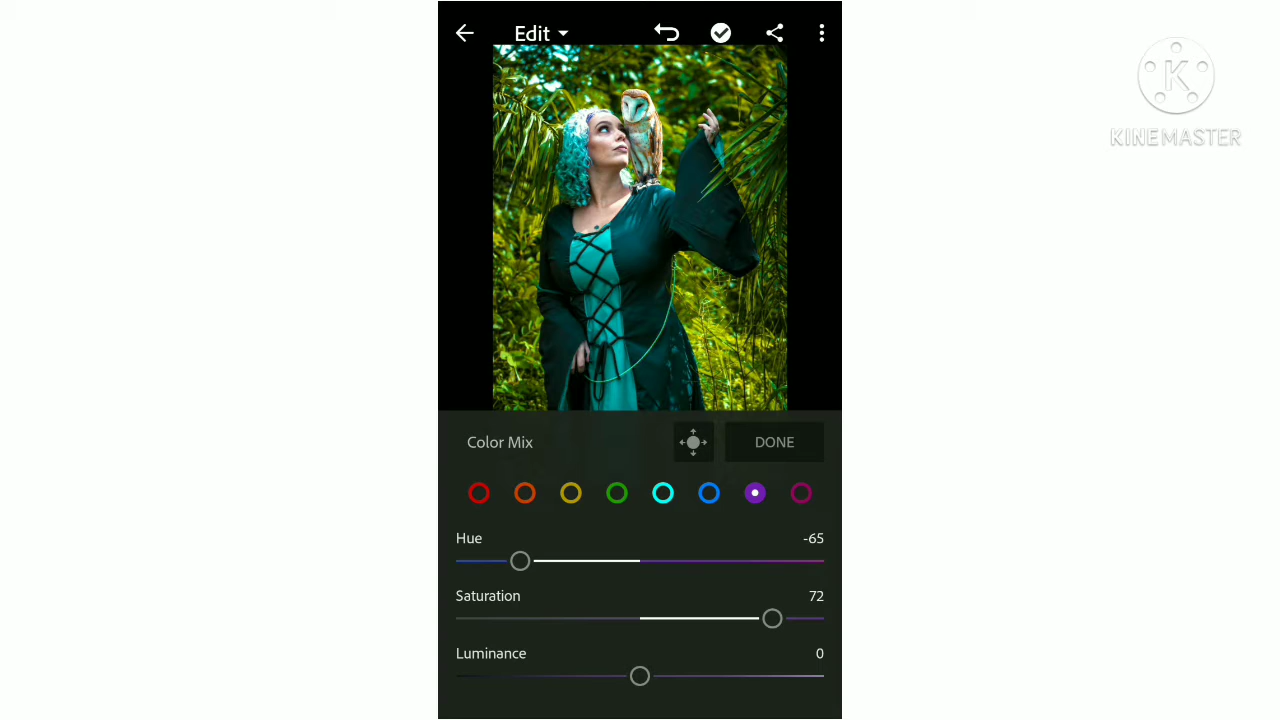 Edit
KINEMASTER
Color Mix
DONE
Hue
-65
Saturation
72
Luminance
0